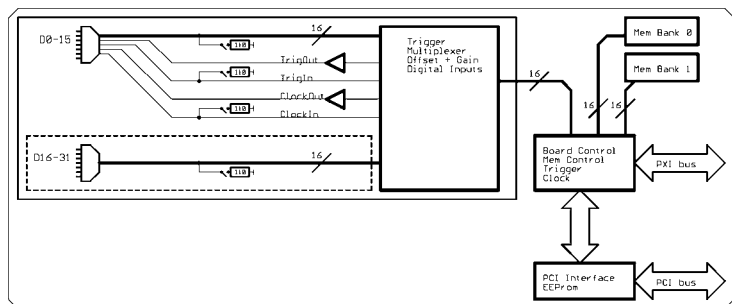 D0-15
110
16
TrigOut
110
TrigIn
ClockOut
110
ClockIn
D16-31
16
110
Trigger
Multiplexer
Offset + Gain
Digital Inputs
16
16
16
Mem Bank 0
Mem Bank 1
Board Control
Mem Control
Trigger
Clock
PXI bus
PCI Interface
EEProm
PCI bus